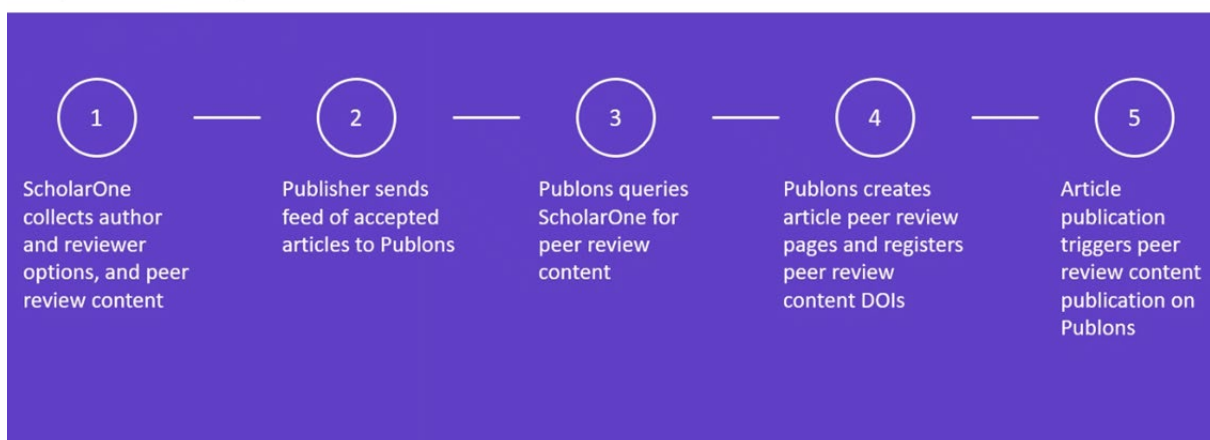 1
ScholarOne
collects author
and reviewer
options, and peer
review content
2
Publisher sends
feed of accepted
articles to Publons
3
Publons queries
ScholarOne for
peer review
content
4
Publons creates
article peer review
pages and registers
peer review
content DOIs
5
Article
publication
triggers peer
review content
publication on
Publons